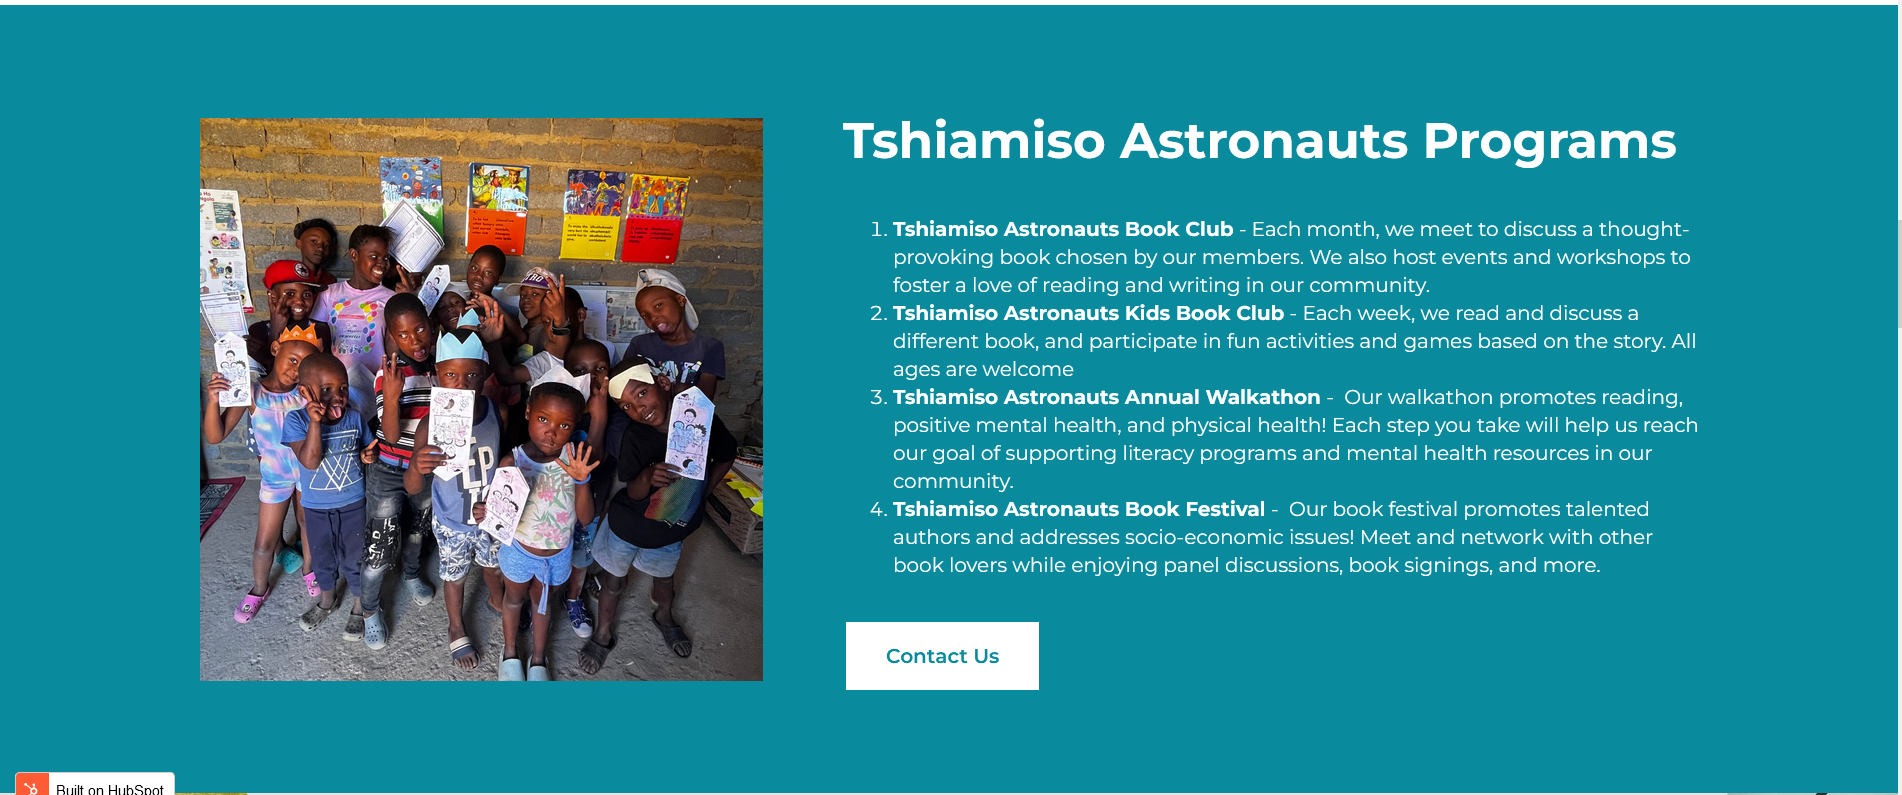 Tshiamiso Astronauts Programs
1. Tshiamiso Astronauts Book Club - Each month, we meet to discuss a thought-
provoking book chosen by our members. We also host events and workshops to
foster a love of reading and writing in our community.
2. Tshiamiso Astronauts Kids Book Club - Each week, we read and discuss a
different book, and participate in fun activities and games based on the story. All
ages are welcome
3. Tshiamiso Astronauts Annual Walkathon -  Our walkathon promotes reading,
positive mental health, and physical health! Each step you take will help us reach
our goal of supporting literacy programs and mental health resources in our
community.
4. Tshiamiso Astronauts Book Festival -  Our book festival promotes talented
authors and addresses socio-economic issues! Meet and network with other
book lovers while enjoying panel discussions, book signings, and more.
Contact Us
Built on HubSpot